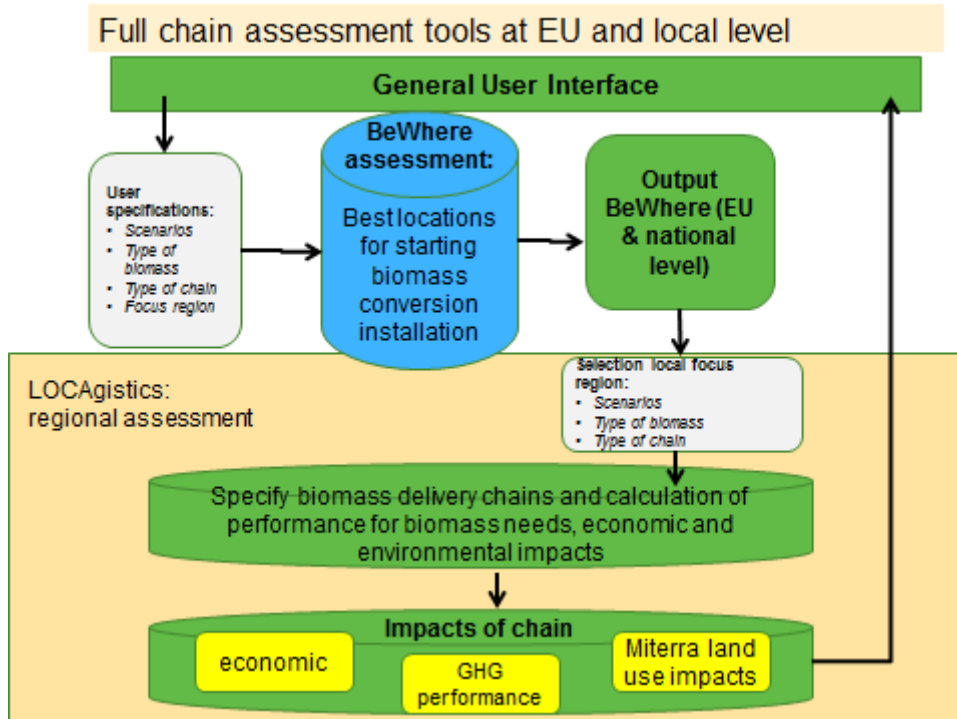 Full chain assessment tools at EU and local level
General User Interface
User
specifications:
• Scenarios
• Type of
biomass
• Type of chain
• Focus region
BeWhere
assessment:
Best locations
for starting
biomass
conversion
installation
Output
BeWhere (EU
& national
level)
LOCAgistics:
regional assessment
Selection local focus
region:
• Scenarios
• Type of biomass
• Type of chain
Specify biomass delivery chains and calculation of
performance for biomass needs, economic and
environmental impacts
Impacts of chain
economic
GHG
performance
Miterra land
use impacts